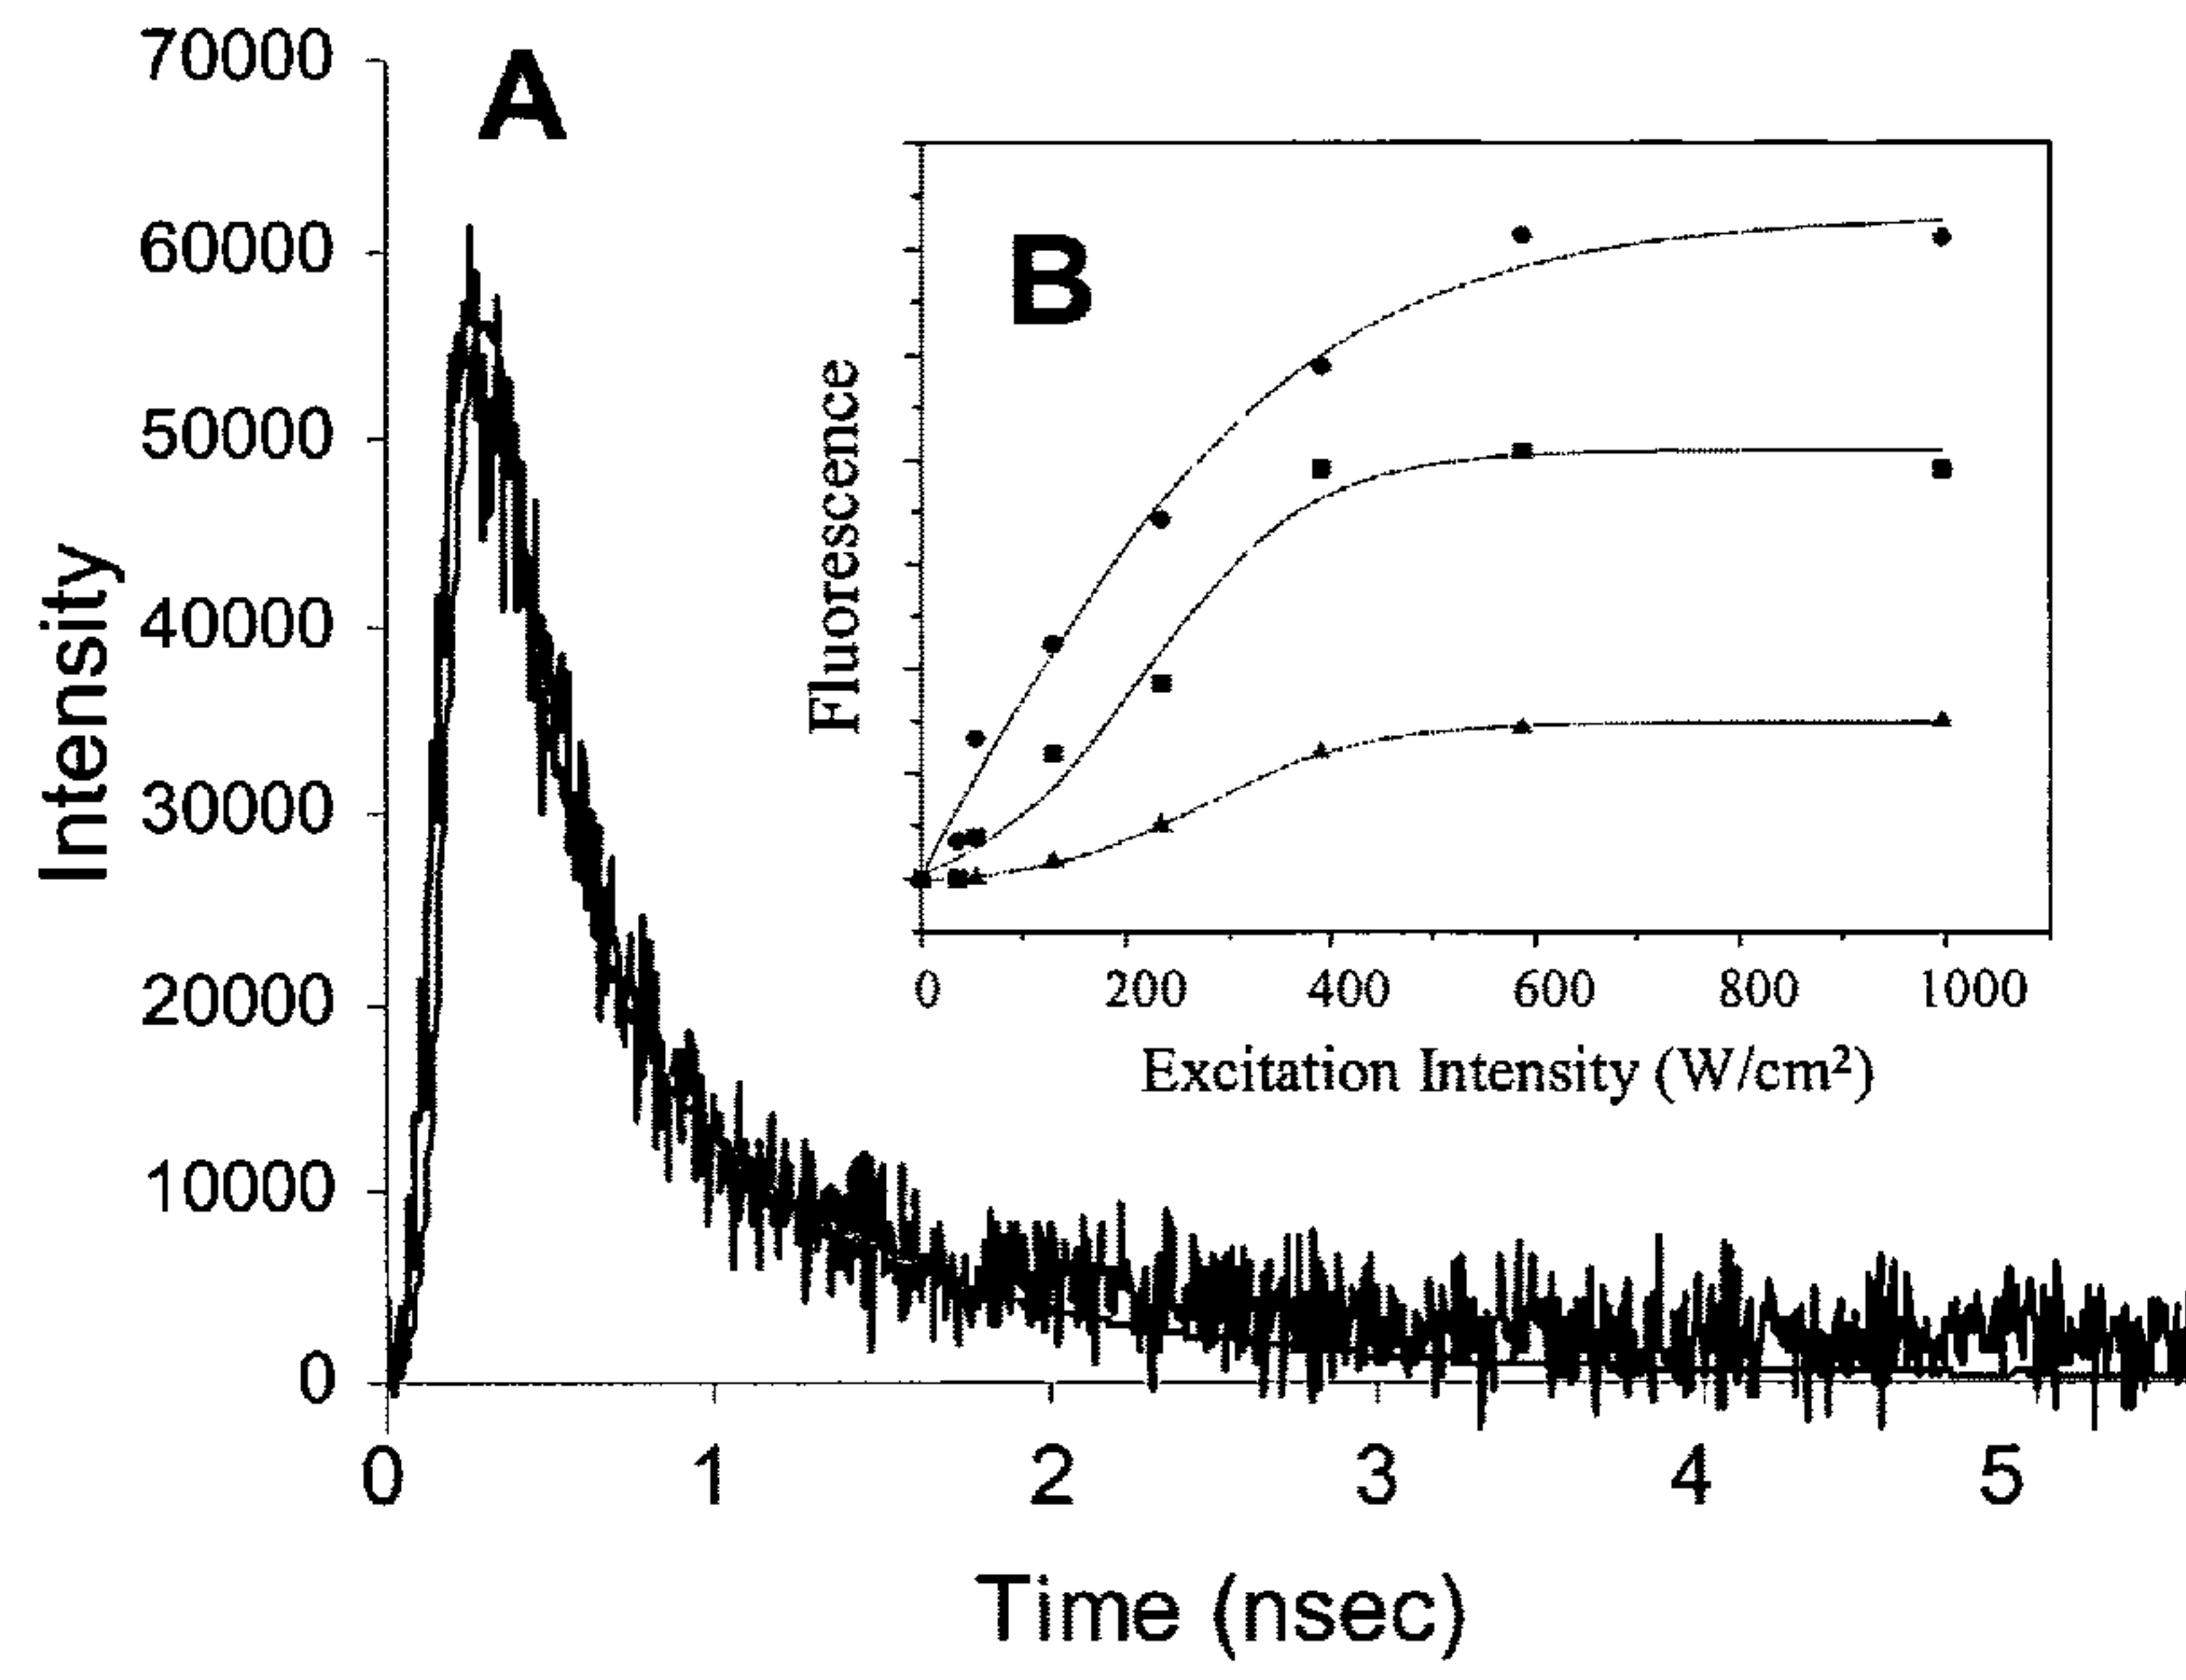 A
70000
60000
50000
40000
30000
20000
10000
0
Intensity
0 1 2 3 4 5
Time (nsec)
B
Fluorescence
0 200 400 600 800 1000
Excitation Intensity (W/cm²)